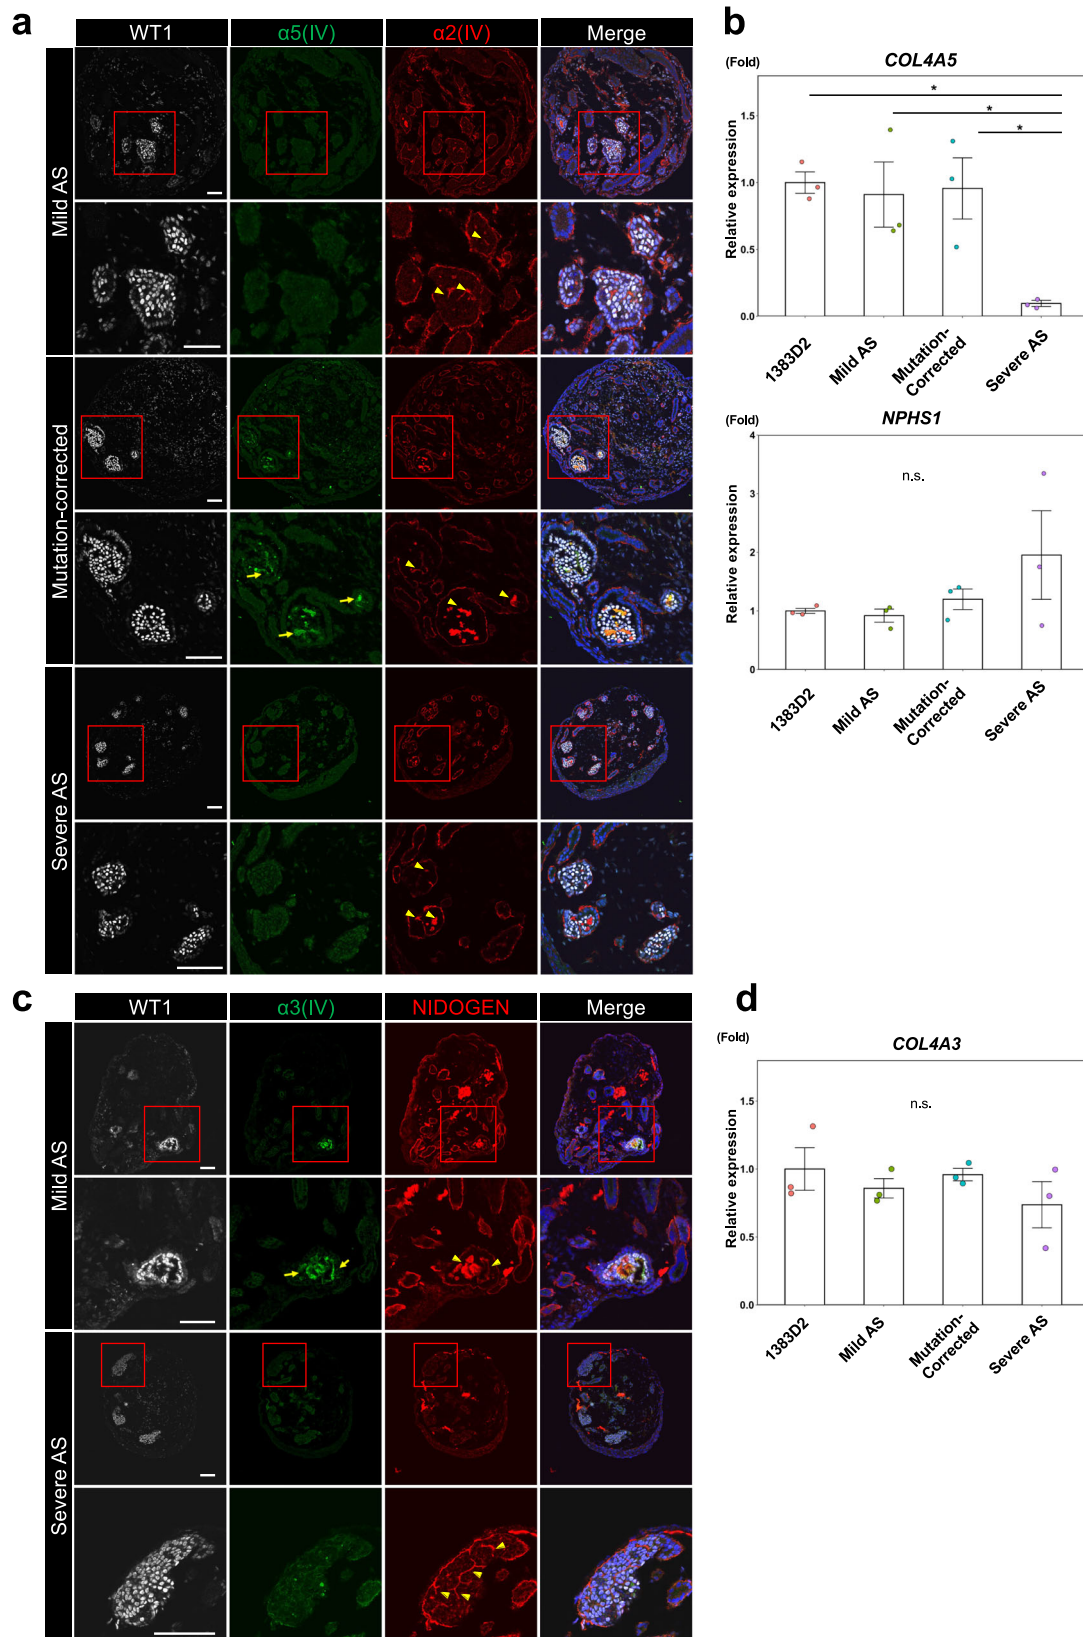 a
WT1
α5(IV)
α2(IV)
Merge
Mild AS
Mutation-corrected
Severe AS
b
COL4A5
(Fold)
Relative expression
1.5
1.0
0.5
0.0
*
*
*
1383D2
Mild AS
Mutation-
Corrected
Severe AS
NPHS1
(Fold)
Relative expression
4
3
2
1
0
n.s.
1383D2
Mild AS
Mutation-
Corrected
Severe AS
c
WT1
α3(IV)
NIDOGEN
Merge
Mild AS
Severe AS
d
(Fold)
COL4A3
Relative expression
1.5
1.0
0.5
0.0
n.s.
1383D2
Mild AS
Mutation-
Corrected
Severe AS